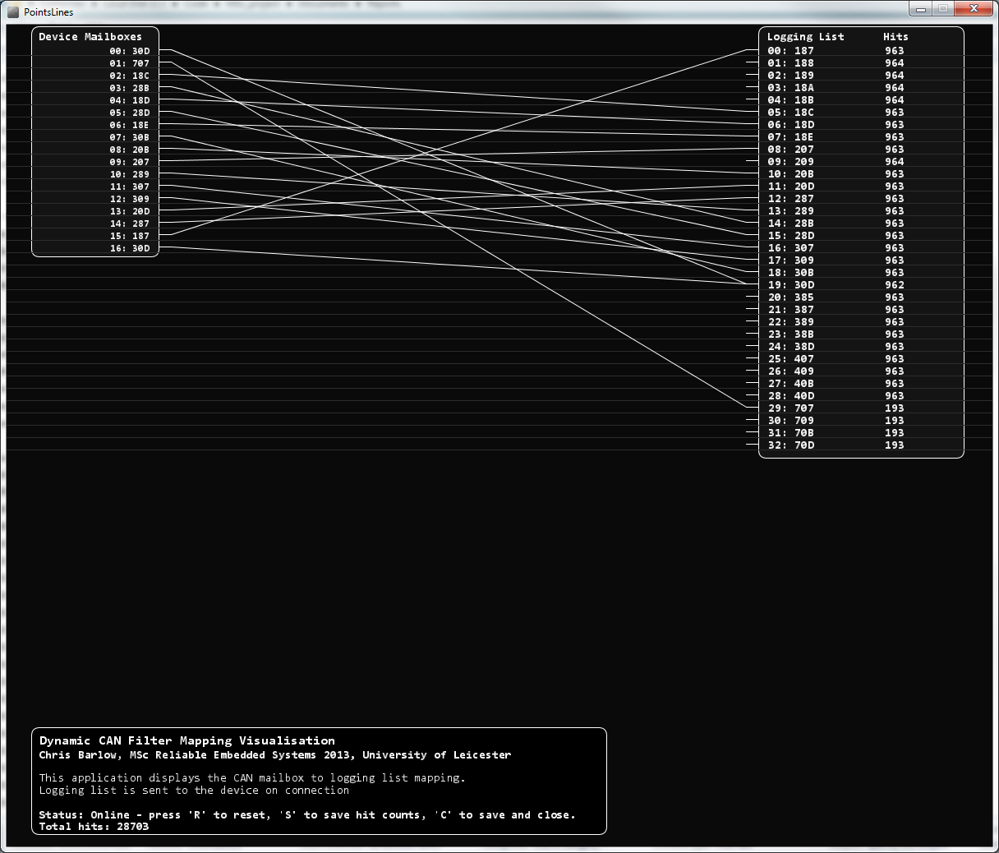 PointsLines
Device Mailboxes
00: 30D
01: 707
02: 18C
03: 28B
04: 18D
05: 28D
06: 18E
07: 30B
08: 20B
09: 207
10: 289
11: 307
12: 309
13: 20D
14: 287
15: 187
16: 30D
Logging List Hits
00: 187 963
01: 188 964
02: 189 964
03: 18A 964
04: 18B 964
05: 18C 963
06: 18D 963
07: 18E 963
08: 207 963
09: 209 964
10: 20B 963
11: 20D 963
12: 287 963
13: 289 963
14: 28B 963
15: 28D 963
16: 307 963
17: 309 963
18: 30B 963
19: 30D 962
20: 385 963
21: 387 963
22: 389 963
23: 38B 963
24: 38D 963
25: 407 963
26: 409 963
27: 40B 963
28: 40D 963
29: 707 193
30: 709 193
31: 70B 193
32: 70D 193
Dynamic CAN Filter Mapping Visualisation
Chris Barlow, MSc Reliable Embedded Systems 2013, University of Leicester
This application displays the CAN mailbox to logging list mapping.
Logging list is sent to the device on connection
Status: Online - press 'R' to reset, 'S' to save hit counts, 'C' to save and close.
Total hits: 28703